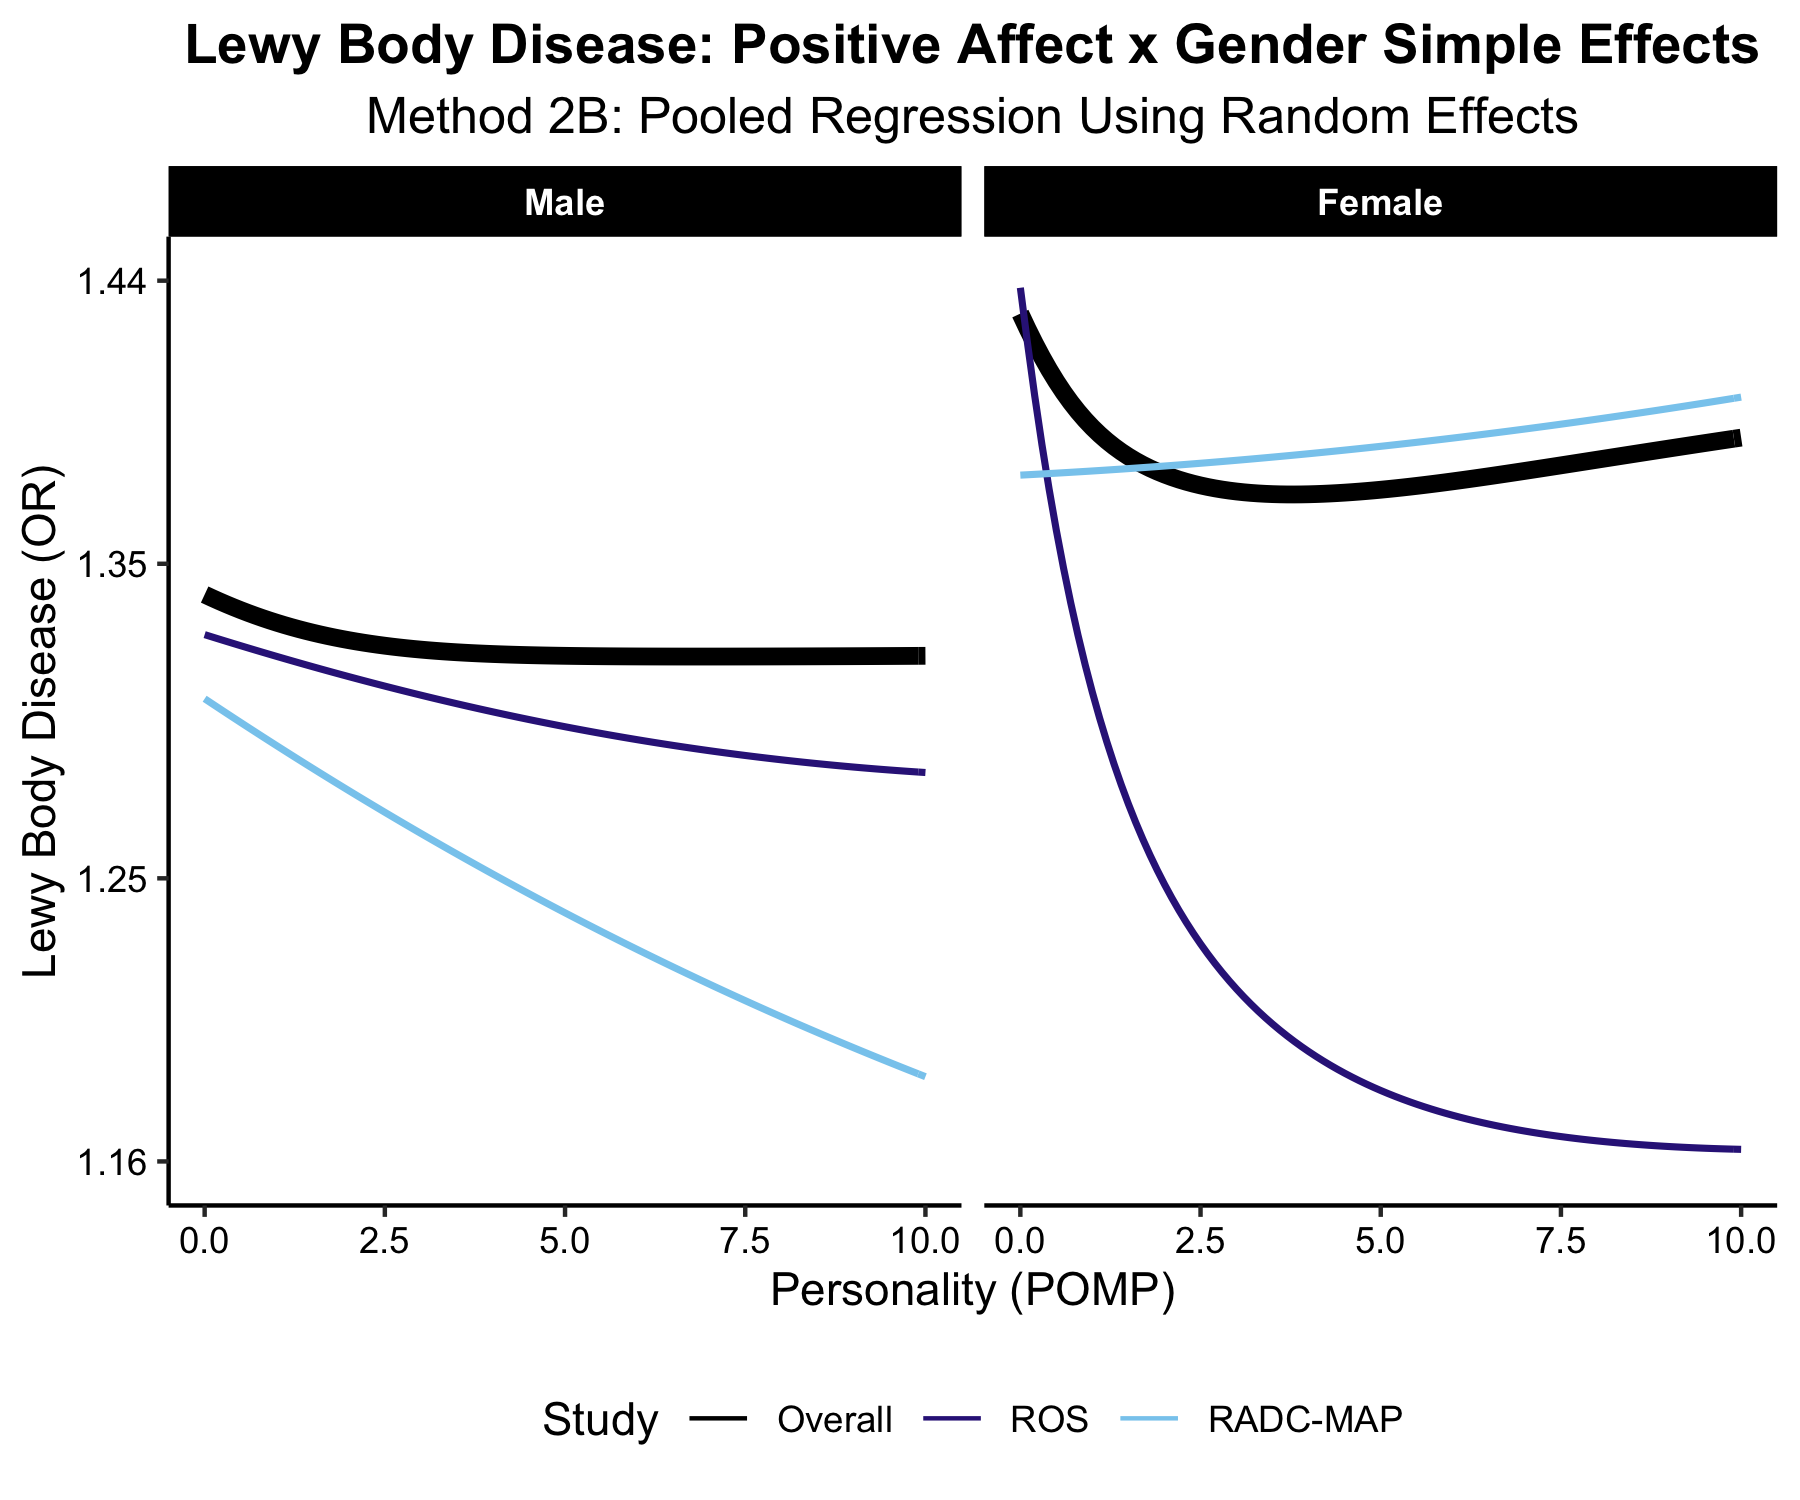 Lewy Body Disease: Positive Affect x Gender Simple Effects
Method 2B: Pooled Regression Using Random Effects
Male
Female
Lewy Body Disease (OR)
1.44
1.35
1.25
1.16
0.0 2.5 5.0 7.5 10.0
0.0 2.5 5.0 7.5 10.0
Personality (POMP)
Study Overall ROS RADC-MAP